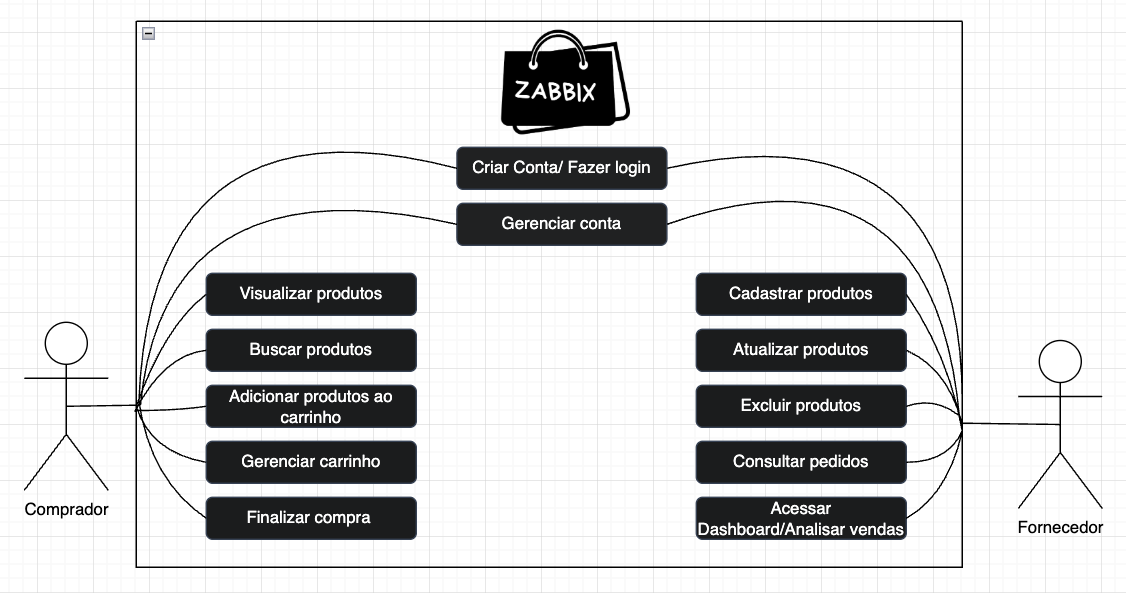 ZABBIX
Criar Conta/ Fazer login
Gerenciar conta
Visualizar produtos
Buscar produtos
Adicionar produtos ao
carrinho
Gerenciar carrinho
Finalizar compra
Cadastrar produtos
Atualizar produtos
Excluir produtos
Consultar pedidos
Acessar
Dashboard/Analisar vendas
Comprador
Fornecedor